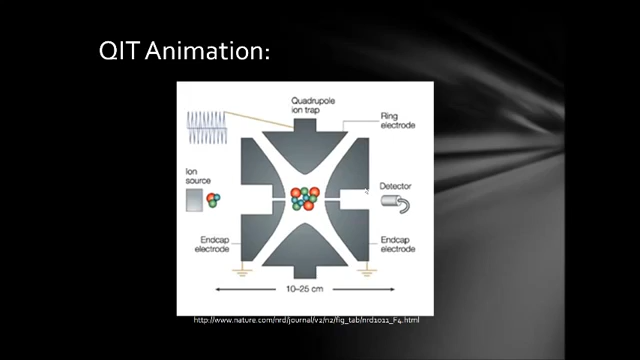 QIT Animation:
Quadrupole
ion trap
Ring
electrode
Ion
source
Detector
Endcap
electrode
Endcap
electrode
10–25 cm
http://www.nature.com/nrd/journal/v2/n2/fig_tab/nrd1011_F4.html